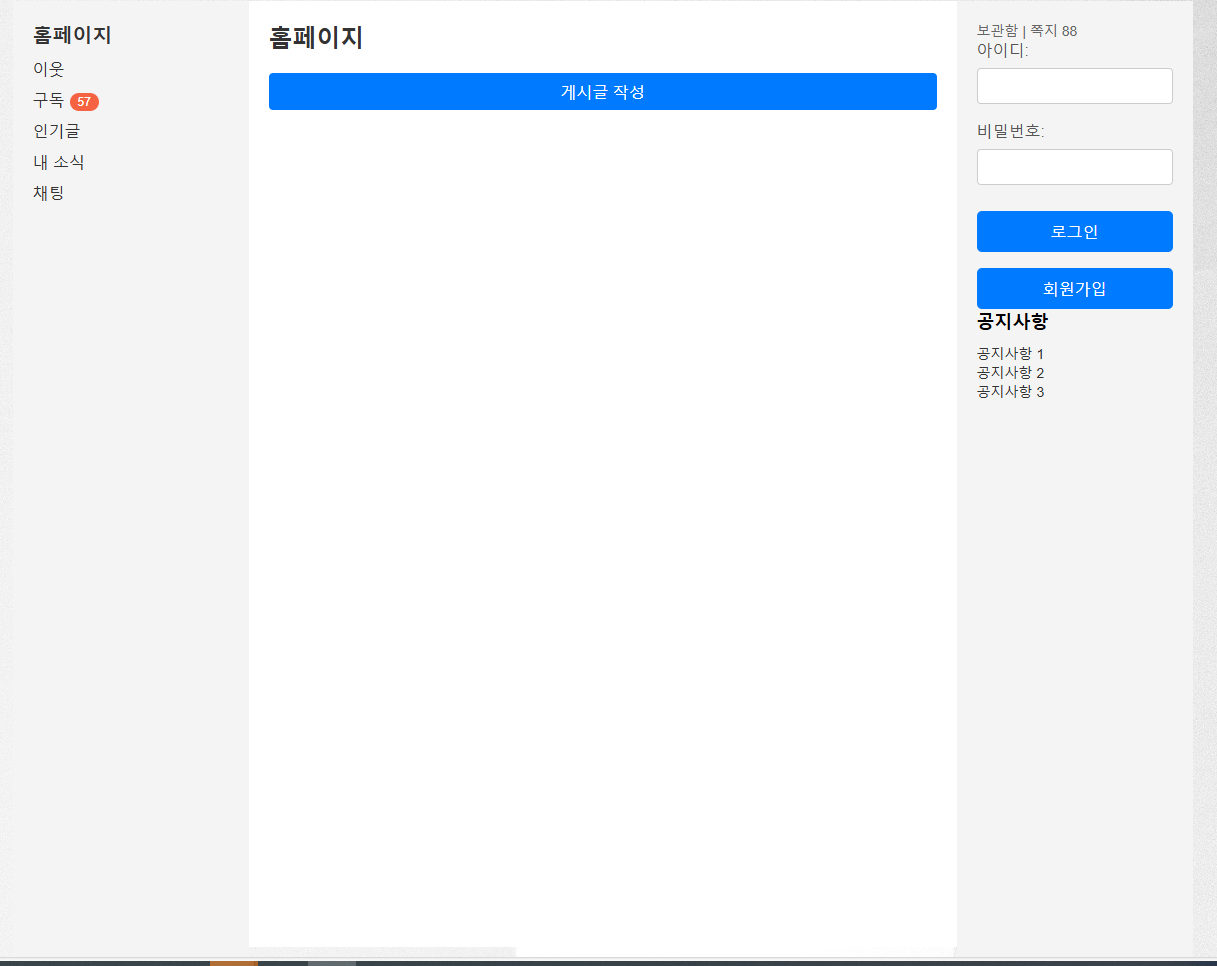 홈페이지
이웃
구독 57
인기글
내 소식
채팅
홈페이지
게시글 작성
보관함 | 쪽지 88
아이디:
비밀번호:
로그인
회원가입
공지사항
공지사항 1
공지사항 2
공지사항 3